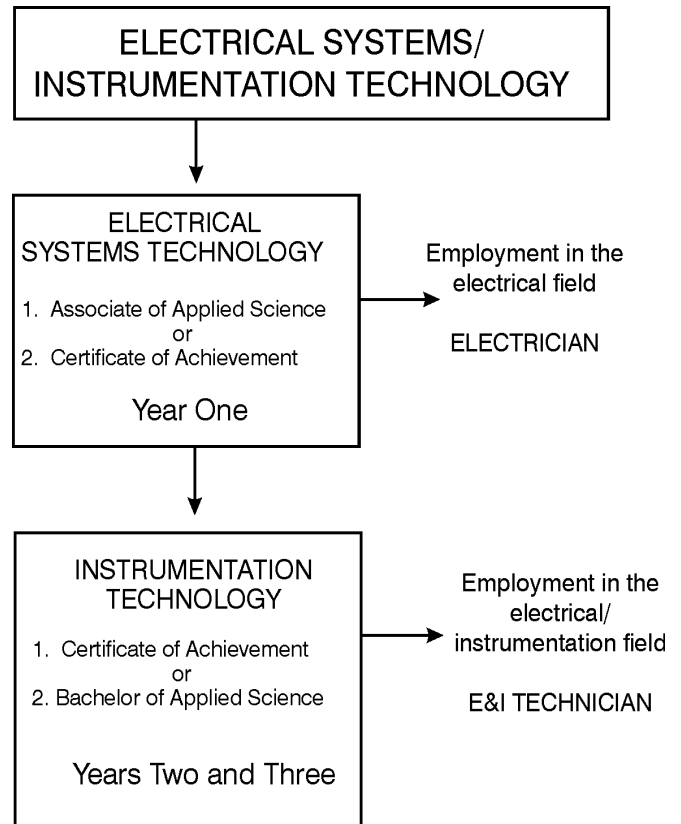 ELECTRICAL SYSTEMS/
INSTRUMENTATION TECHNOLOGY
ELECTRICAL
SYSTEMS TECHNOLOGY
1. Associate of Applied Science
or
2. Certificate of Achievement
Year One
Employment in the
electrical field
ELECTRICIAN
INSTRUMENTATION
TECHNOLOGY
1. Certificate of Achievement
or
2. Bachelor of Applied Science
Years Two and Three
Employment in the
electrical/
instrumentation field
E&I TECHNICIAN